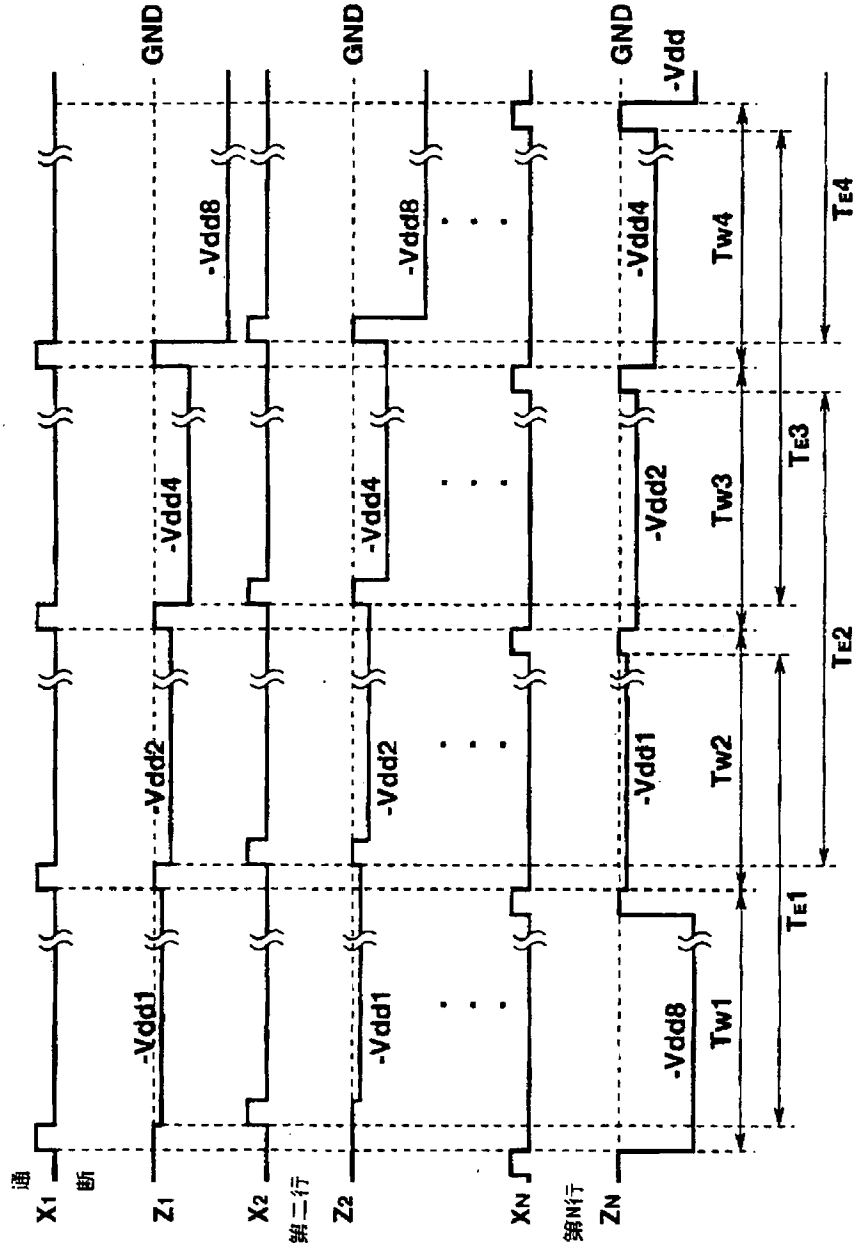 通
X1
断
Z1
-Vdd1
-Vdd2
-Vdd4
-Vdd8
GND
X2
第二行
Z2
-Vdd1
-Vdd2
-Vdd4
-Vdd8
GND
XN
第N行
ZN
-Vdd8
-Vdd1
-Vdd2
-Vdd4
-Vdd
GND
TW1
TW2
TW3
TW4
TE1
TE3
TE2
TE4